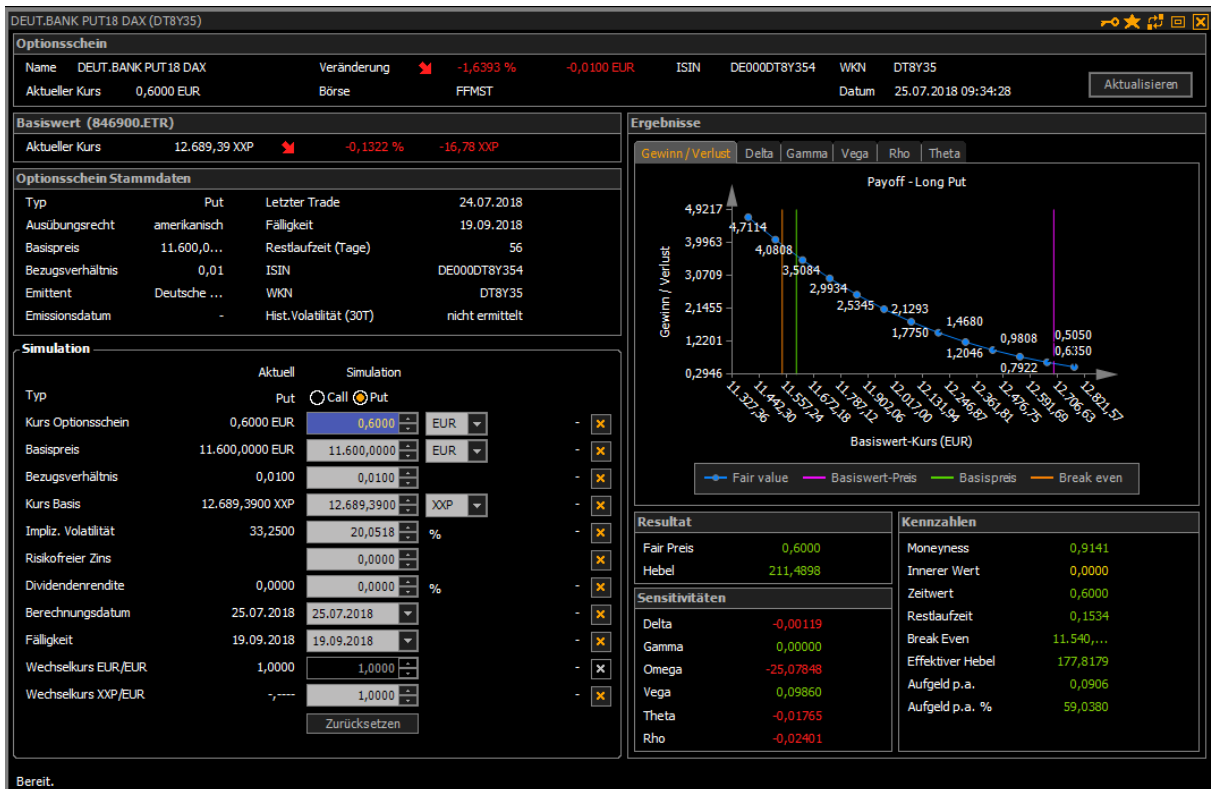 DEUT.BANK PUT18 DAX (DT8Y35)
Optionsschein
Name DEUT.BANK PUT18 DAX Veränderung -1,6393 % -0,0100 EUR ISIN DE000DT8Y354 WKN DT8Y35
Aktueller Kurs 0,6000 EUR Börse FFMST Datum 25.07.2018 09:34:28
Aktualisieren
Basiswert (846900.ETR)
Aktueller Kurs 12.689,39 XXP -0,1322 % -16,78 XXP
Optionsschein Stammdaten
Typ Put Letzter Trade 24.07.2018
Ausübungsrecht amerikanisch Fälligkeit 19.09.2018
Basispreis 11.600,0... Restlaufzeit (Tage) 56
Bezugsverhältnis 0,01 ISIN DE000DT8Y354
Emittent Deutsche ... WKN DT8Y35
Emissionsdatum - Hist.Volatilität (30T) nicht ermittelt
Simulation
Aktuell Simulation
Typ Put Call Put
Kurs Optionsschein 0,6000 EUR 0,6000 EUR -
Basispreis 11.600,0000 EUR 11.600,0000 EUR -
Bezugsverhältnis 0,0100 0,0100 -
Kurs Basis 12.689,3900 XXP 12.689,3900 XXP -
Impliz. Volatilität 33,2500 20,0518 % -
Risikofreier Zins 0,0000
Dividendenrendite 0,0000 0,0000 % -
Berechnungsdatum 25.07.2018 25.07.2018 -
Fälligkeit 19.09.2018 19.09.2018 -
Wechselkurs EUR/EUR 1,0000 1,0000 -
Wechselkurs XXP/EUR -,---- 1,0000 -
Zurücksetzen
Ergebnisse
Gewinn / Verlust Delta Gamma Vega Rho Theta
Payoff - Long Put
Gewinn / Verlust
4,9217
3,9963
3,0709
2,1455
1,2201
0,2946
4,7114
4,0808
3,5084
2,9934
2,5345
2,1293
1,7750
1,4680
1,2046
0,9808
0,7922
0,6350
0,5050
11.327,36
11.442,30
11.557,24
11.672,18
11.787,12
11.902,06
12.017,00
12.131,94
12.246,87
12.361,81
12.476,75
12.591,69
12.706,63
12.821,57
Basiswert-Kurs (EUR)
Fair value Basiswert-Preis Basispreis Break even
Resultat
Fair Preis 0,6000
Hebel 211,4898
Sensitivitäten
Delta -0,00119
Gamma 0,00000
Omega -25,07848
Vega 0,09860
Theta -0,01765
Rho -0,02401
Kennzahlen
Moneyness 0,9141
Innerer Wert 0,0000
Zeitwert 0,6000
Restlaufzeit 0,1534
Break Even 11.540,...
Effektiver Hebel 177,8179
Aufgeld p.a. 0,0906
Aufgeld p.a. % 59,0380
Bereit.